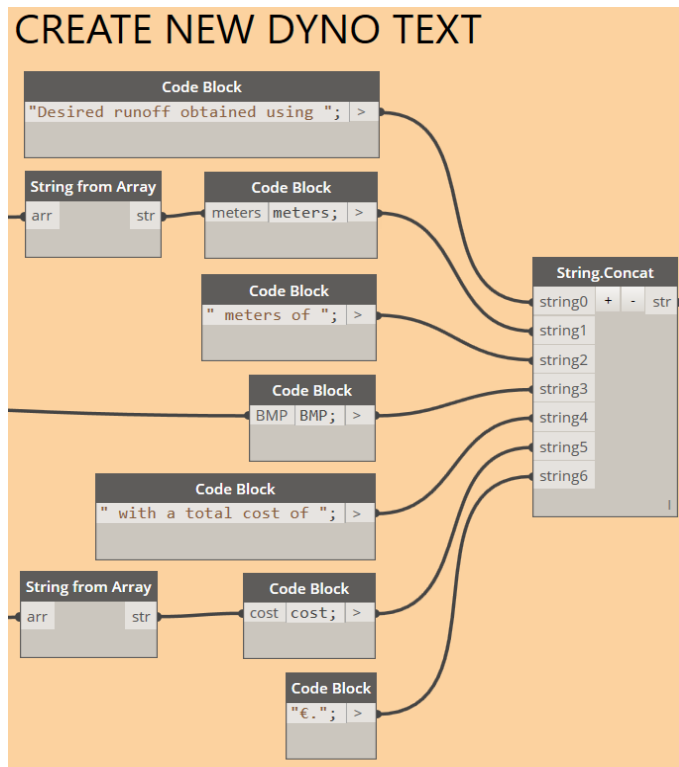 CREATE NEW DYNO TEXT
Code Block
"Desired runoff obtained using "; >
String from Array
arr str
Code Block
meters meters; >
Code Block
" meters of "; >
String.Concat
string0 + - str
string1
string2
string3
string4
string5
string6
Code Block
BMP BMP; >
Code Block
" with a total cost of "; >
String from Array
arr str
Code Block
cost cost; >
Code Block
"€."; >